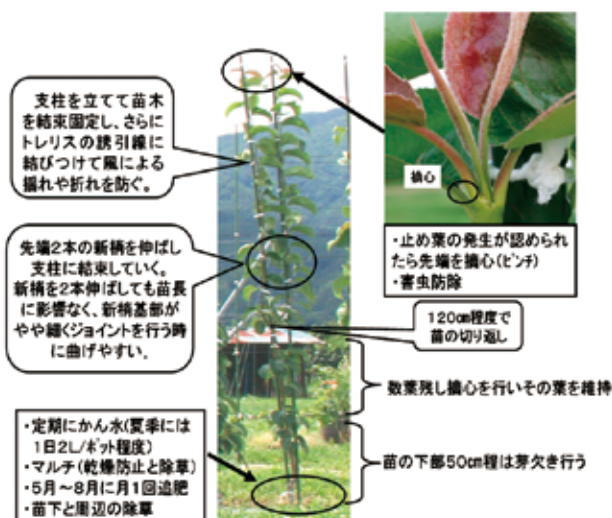 支柱を立てて苗木
を結束固定し、さらに
トレリスの誘引線に
結びつけて風による
揺れや折れを防ぐ。
摘心
・止め葉の発生が認められ
たら先端を摘心(ピンチ)
・害虫防除
先端2本の新梢を伸ばし
支柱に結束していく。
新梢を2本伸ばしても苗長
に影響なく、新梢基部が
やや細くジョイントを行う時
に曲げやすい。
120cm程度で
苗の切り返し
数葉残し摘心を行いその葉を維持
苗の下部50cm程は芽欠き行う
・定期にかん水(夏季には
1日2L/ポット程度)
・マルチ(乾燥防止と除草)
・5月～8月に月1回追肥
・苗下と周辺の除草